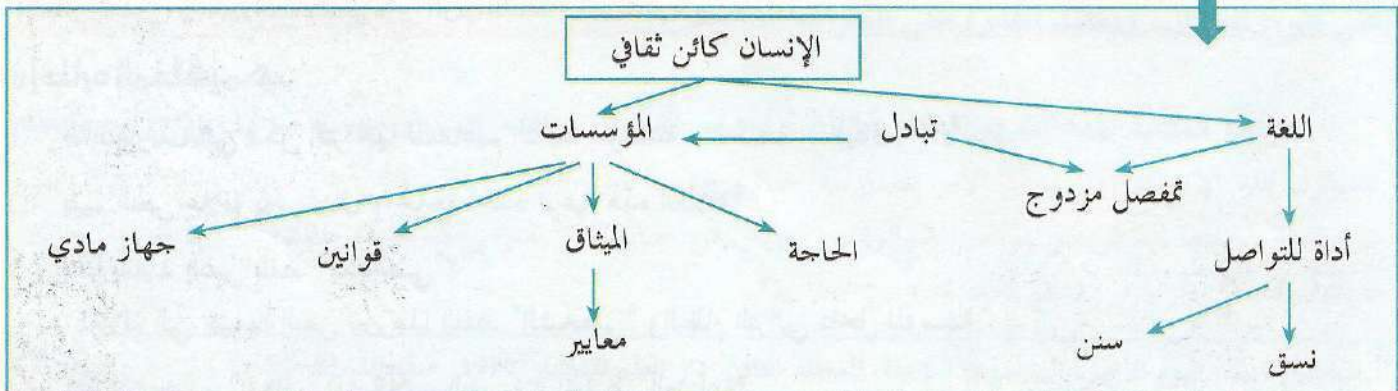 الإنسان كائن ثقافي
اللغة
تبادل
المؤسسات
تمفصل مزدوج
أداة للتواصل
الحاجة
الميثاق
قوانين
جهاز مادي
سنن
نسق
معايير